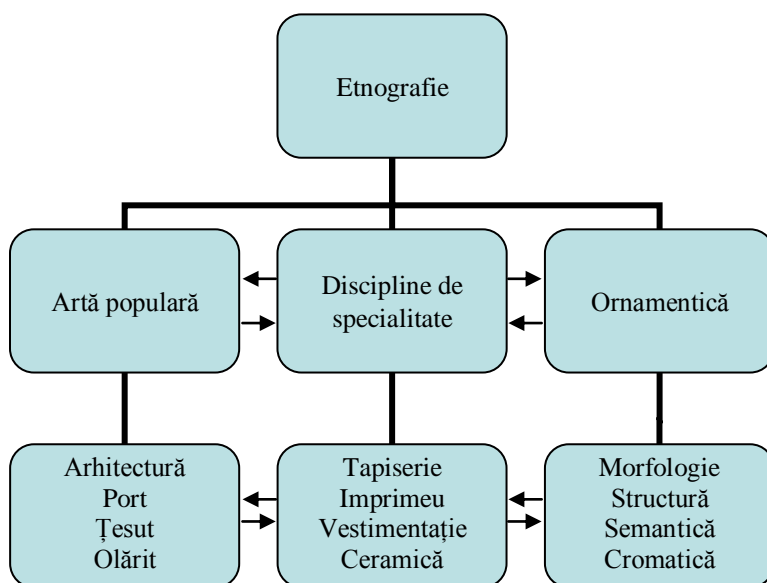 Etnografie
Artă populară
Discipline de
specialitate
Ornamentică
Arhitectură
Port
Țesut
Olărit
Tapiserie
Imprimeu
Vestimentație
Ceramică
Morfologie
Structură
Semantică
Cromatică